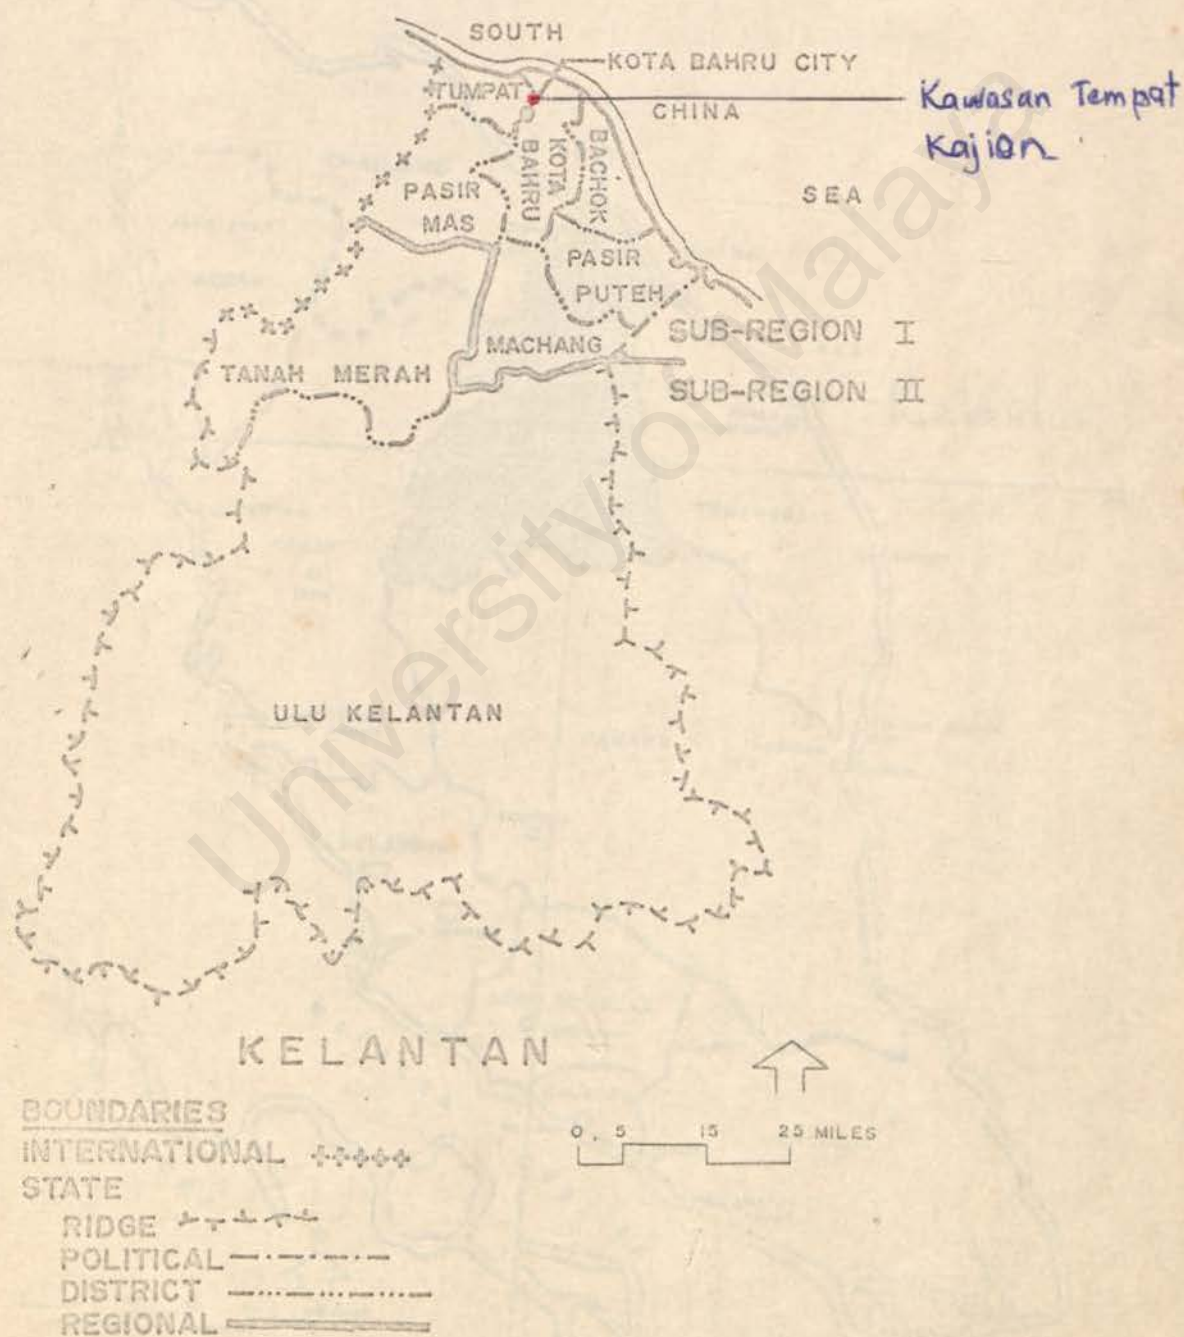 SOUTH
KOTA BAHRU CITY
TUMPAT
CHINA
Kawasan Tempat
Kajian
SEA
PASIR
MAS
KOTA
BAHRU
BACHOK
PASIR
PUTEH
SUB-REGION I
MACHANG
TANAH MERAH
SUB-REGION II
ULU KELANTAN
University of Malaya
KELANTAN
BOUNDARIES
INTERNATIONAL
STATE
RIDGE
POLITICAL
DISTRICT
REGIONAL
0 5 15 25 MILES